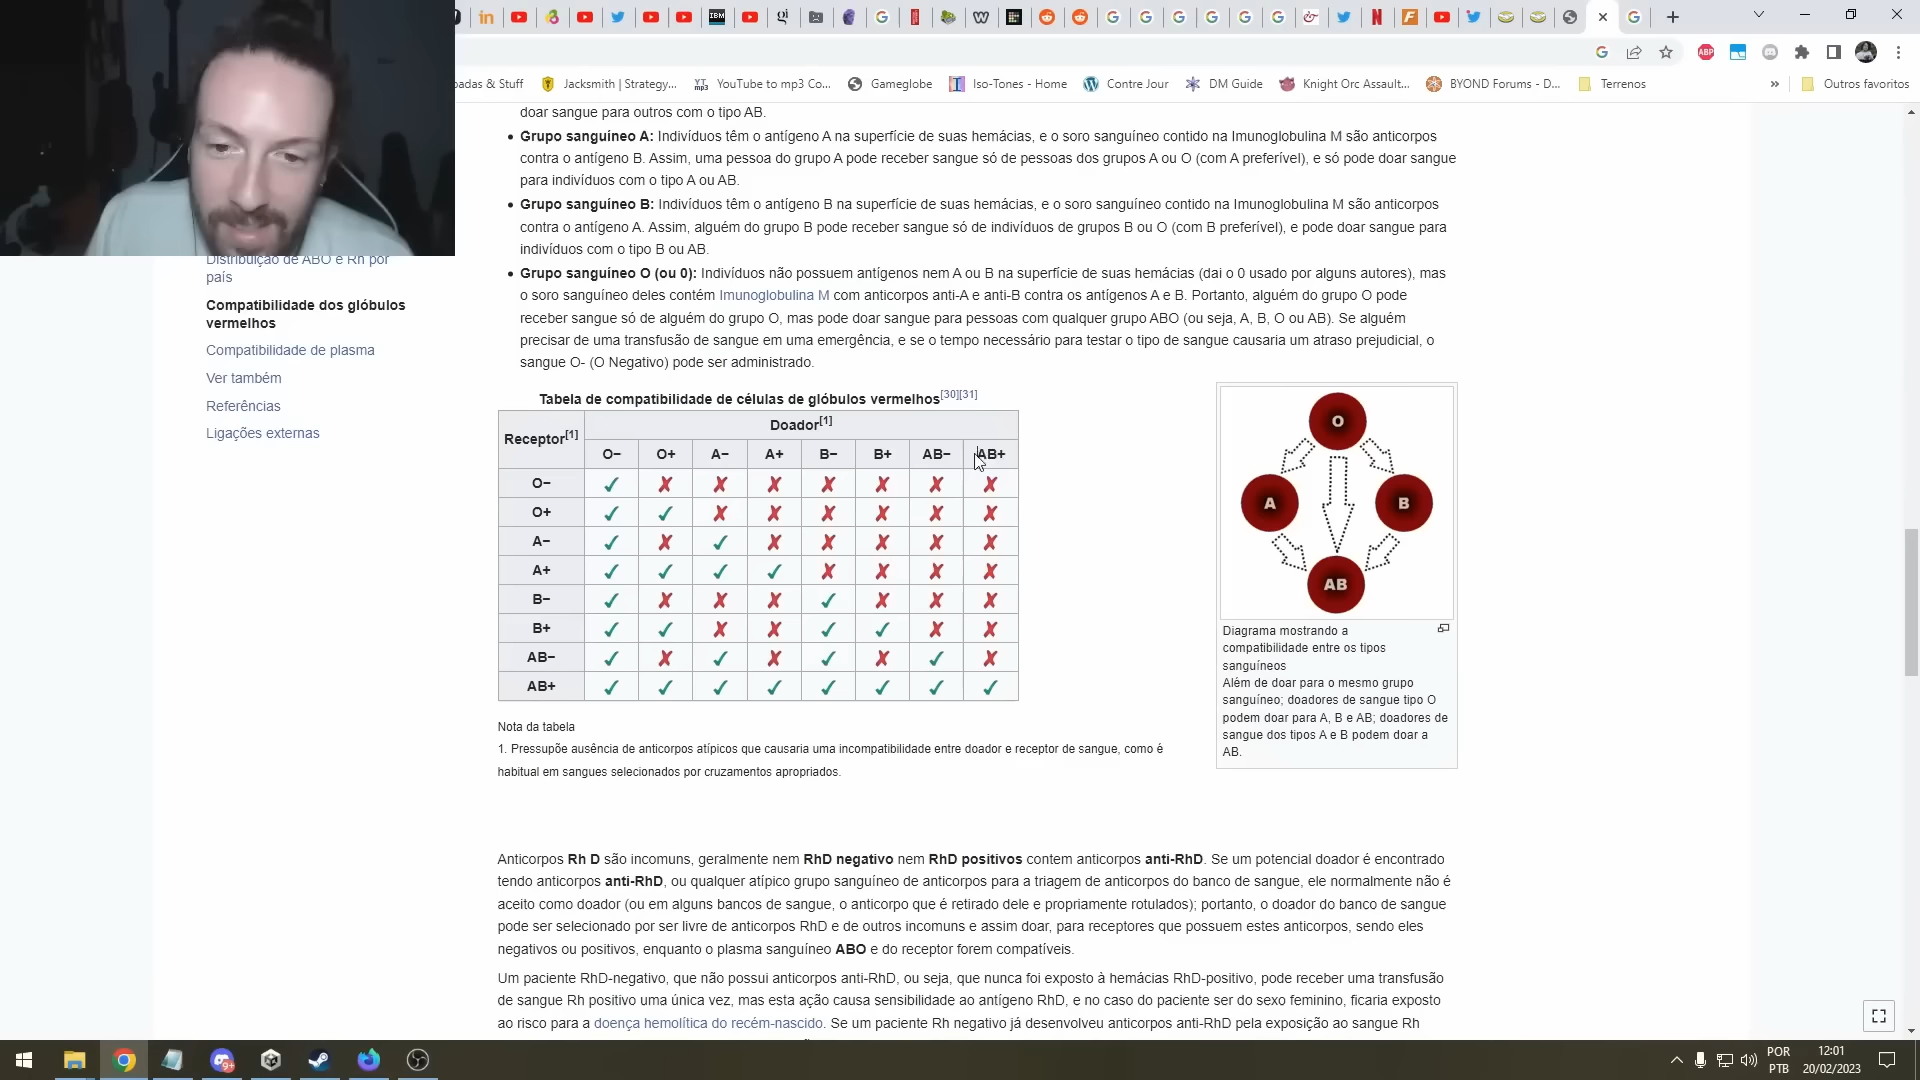 badas & Stuff
Jacksmith | Strategy...
YouTube to mp3 Co...
Gameglobe
Iso-Tones - Home
Contre Jour
DM Guide
Knight Orc Assault...
BYOND Forums - D...
Terrenos
»
Outros favoritos
doar sangue para outros com o tipo AB.
• Grupo sanguíneo A: Indivíduos têm o antígeno A na superfície de suas hemácias, e o soro sanguíneo contido na Imunoglobulina M são anticorpos
contra o antígeno B. Assim, uma pessoa do grupo A pode receber sangue só de pessoas dos grupos A ou O (com A preferível), e só pode doar sangue
para indivíduos com o tipo A ou AB.
• Grupo sanguíneo B: Indivíduos têm o antígeno B na superfície de suas hemácias, e o soro sanguíneo contido na Imunoglobulina M são anticorpos
contra o antígeno A. Assim, alguém do grupo B pode receber sangue só de indivíduos de grupos B ou O (com B preferível), e pode doar sangue para
indivíduos com o tipo B ou AB.
• Grupo sanguíneo O (ou 0): Indivíduos não possuem antígenos nem A ou B na superfície de suas hemácias (dai o 0 usado por alguns autores), mas
o soro sanguíneo deles contém Imunoglobulina M com anticorpos anti-A e anti-B contra os antígenos A e B. Portanto, alguém do grupo O pode
receber sangue só de alguém do grupo O, mas pode doar sangue para pessoas com qualquer grupo ABO (ou seja, A, B, O ou AB). Se alguém
precisar de uma transfusão de sangue em uma emergência, e se o tempo necessário para testar o tipo de sangue causaria um atraso prejudicial, o
sangue O- (O Negativo) pode ser administrado.
Distribuição de ABO e Rh por
país
Compatibilidade dos glóbulos
vermelhos
Compatibilidade de plasma
Ver também
Referências
Ligações externas
Tabela de compatibilidade de células de glóbulos vermelhos[30][31]
Receptor[1] Doador[1]
O− O+ A− A+ B− B+ AB− AB+
O− ✓ ✗ ✗ ✗ ✗ ✗ ✗ ✗
O+ ✓ ✓ ✗ ✗ ✗ ✗ ✗ ✗
A− ✓ ✗ ✓ ✗ ✗ ✗ ✗ ✗
A+ ✓ ✓ ✓ ✓ ✗ ✗ ✗ ✗
B− ✓ ✗ ✗ ✗ ✓ ✗ ✗ ✗
B+ ✓ ✓ ✗ ✗ ✓ ✓ ✗ ✗
AB− ✓ ✗ ✓ ✗ ✓ ✗ ✓ ✗
AB+ ✓ ✓ ✓ ✓ ✓ ✓ ✓ ✓
O
A
B
AB
Diagrama mostrando a
compatibilidade entre os tipos
sanguíneos
Além de doar para o mesmo grupo
sanguíneo; doadores de sangue tipo O
podem doar para A, B e AB; doadores de
sangue dos tipos A e B podem doar a
AB.
Nota da tabela
1. Pressupõe ausência de anticorpos atípicos que causaria uma incompatibilidade entre doador e receptor de sangue, como é
habitual em sangues selecionados por cruzamentos apropriados.
Anticorpos Rh D são incomuns, geralmente nem RhD negativo nem RhD positivos contem anticorpos anti-RhD. Se um potencial doador é encontrado
tendo anticorpos anti-RhD, ou qualquer atípico grupo sanguíneo de anticorpos para a triagem de anticorpos do banco de sangue, ele normalmente não é
aceito como doador (ou em alguns bancos de sangue, o anticorpo que é retirado dele e propriamente rotulados); portanto, o doador do banco de sangue
pode ser selecionado por ser livre de anticorpos RhD e de outros incomuns e assim doar, para receptores que possuem estes anticorpos, sendo eles
negativos ou positivos, enquanto o plasma sanguíneo ABO e do receptor forem compatíveis.
Um paciente RhD-negativo, que não possui anticorpos anti-RhD, ou seja, que nunca foi exposto à hemácias RhD-positivo, pode receber uma transfusão
de sangue Rh positivo uma única vez, mas esta ação causa sensibilidade ao antígeno RhD, e no caso do paciente ser do sexo feminino, ficaria exposto
ao risco para a doença hemolítica do recém-nascido. Se um paciente Rh negativo já desenvolveu anticorpos anti-RhD pela exposição ao sangue Rh
9+
POR
PTB
12:01
20/02/2023